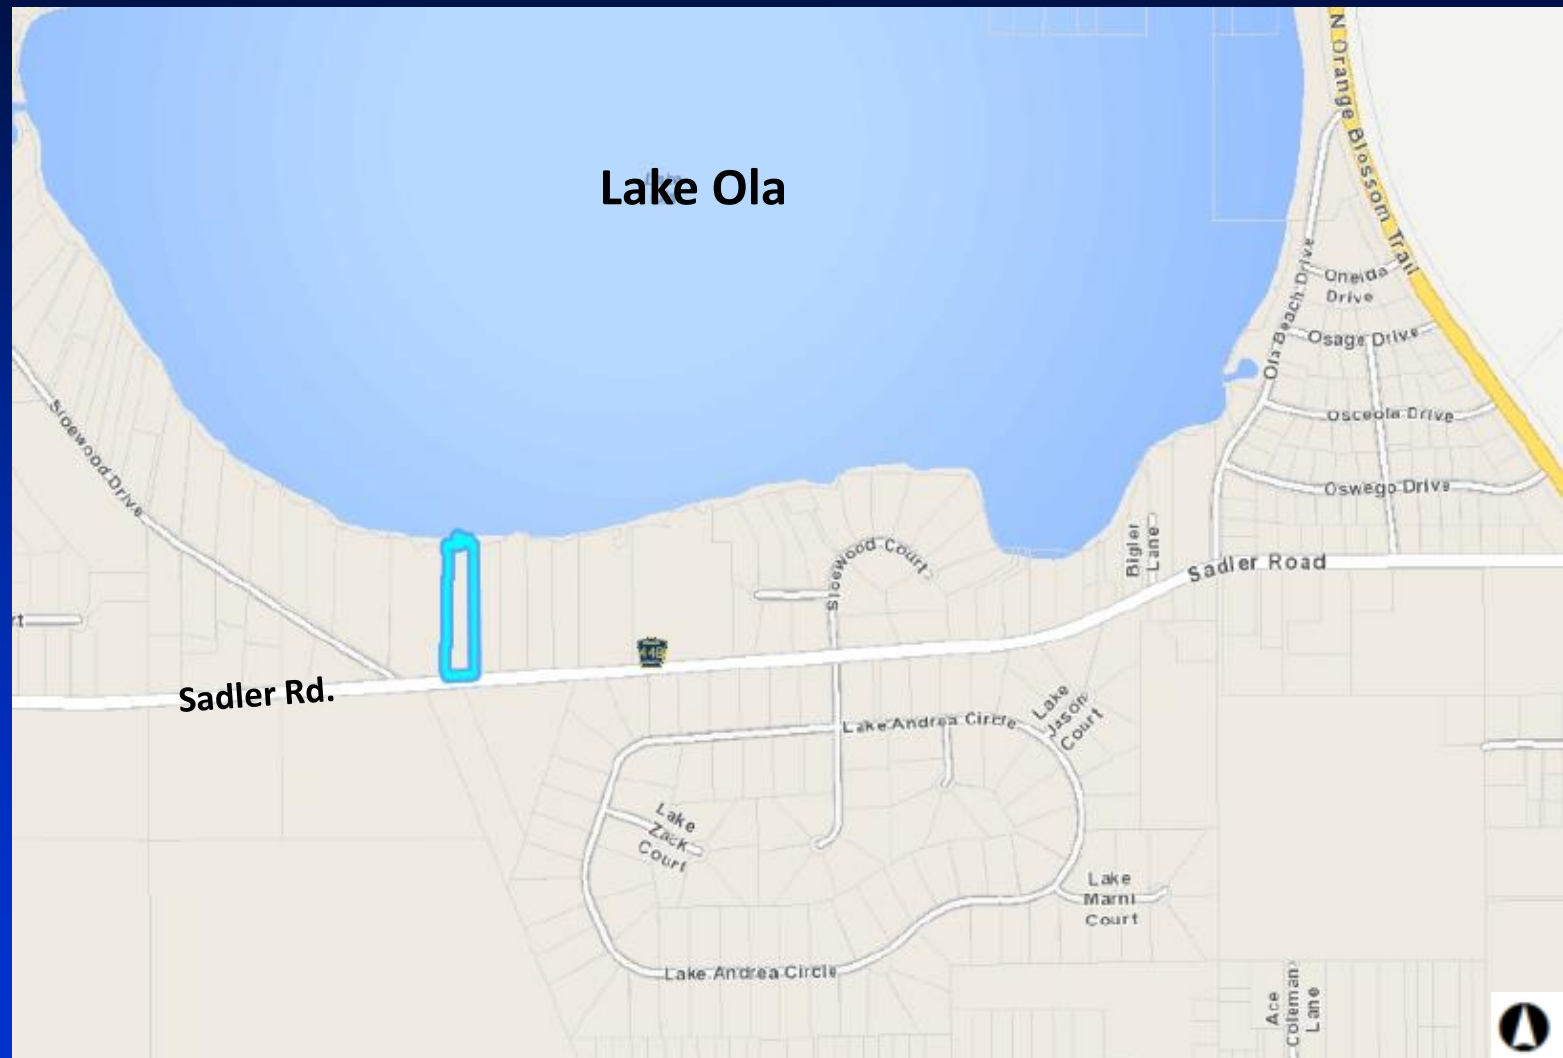 N Orange Blossom Trail
Lake Ola
Oneida
Drive
Ola Beach Drive
Osage Drive
Osceola Drive
Sloewood Drive
Oswego Drive
Bigler
Lane
Sloewood Court
Sadler Road
448
Sadler Rd.
Lake
Jason
Court
Lake Andrea Circle
Lake
Zack
Court
Lake
Marni
Court
Lake Andrea Circle
Ace
Coleman
Lane